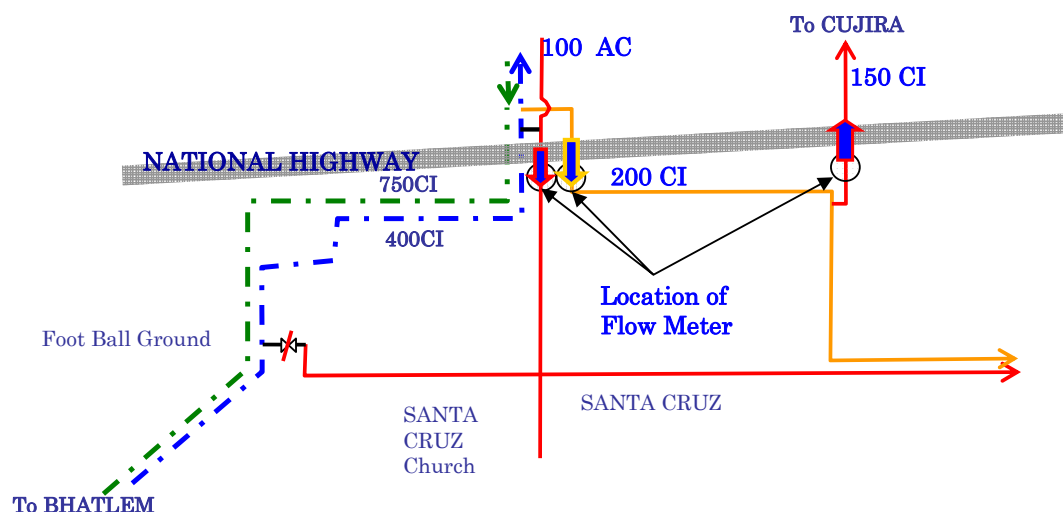 To CUJIRA
100 AC
150 CI
NATIONAL HIGHWAY
750CI
200 CI
400CI
Location of
Flow Meter
Foot Ball Ground
SANTA CRUZ
SANTA
CRUZ
Church
To BHATLEM